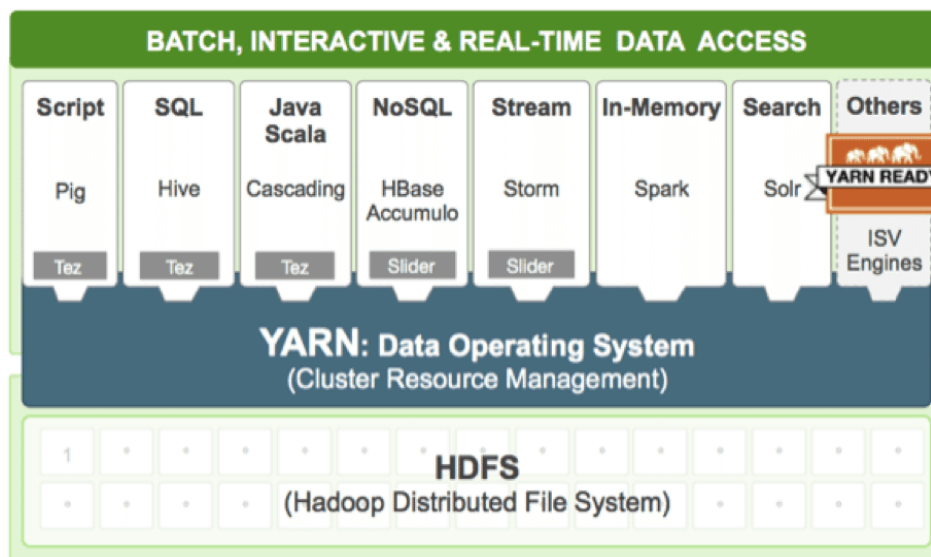 BATCH, INTERACTIVE & REAL-TIME DATA ACCESS
Script
Pig
Tez
SQL
Hive
Tez
Java
Scala
Cascading
Tez
NoSQL
HBase
Accumulo
Slider
Stream
Storm
Slider
In-Memory
Spark
Search
Solr
Others
YARN READY
ISV
Engines
YARN: Data Operating System
(Cluster Resource Management)
1
HDFS
(Hadoop Distributed File System)